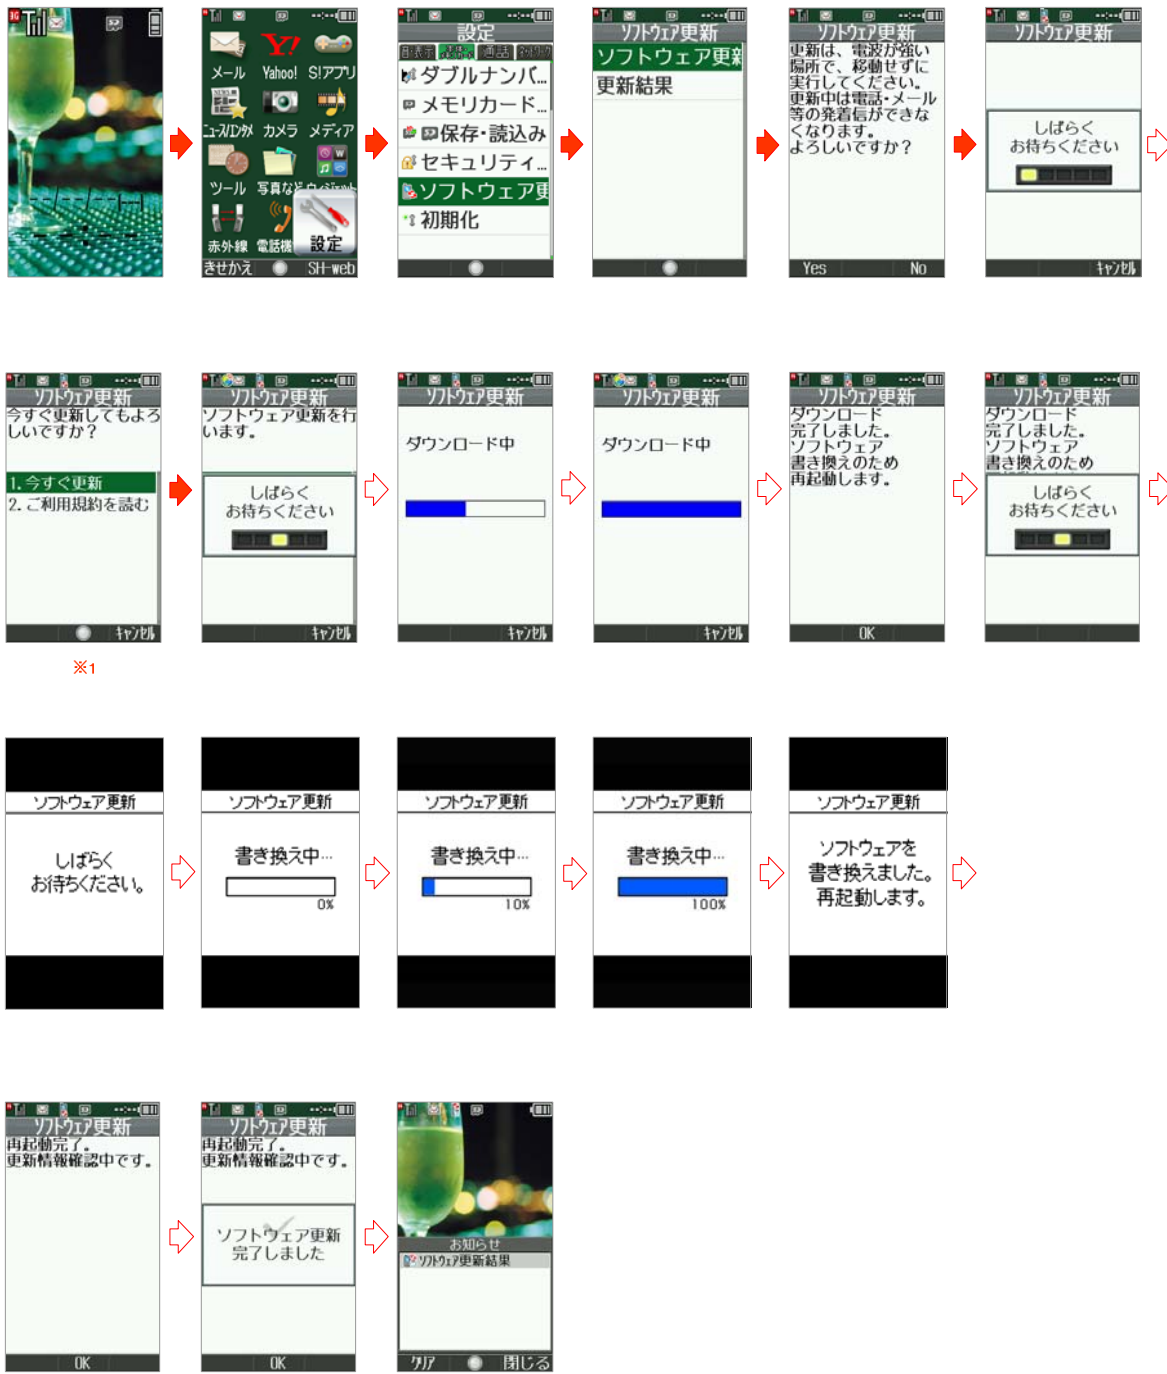 メール
Yahoo!
S!アプリ
ニュース/エンタメ
カメラ
メディア
ツール
写真など
赤外線
電話機
設定
きせかえ
SH-web
設定
通話
ダブルナンバ…
メモリカード…
保存・読込み
セキュリティ…
ソフトウェア更
初期化
ソフトウェア更新
ソフトウェア更新
更新結果
ソフトウェア更新
更新は、電波が強い
場所で、移動せずに
実行してください。
更新中は電話・メール
等の発着信ができな
くなります。
よろしいですか?
Yes
No
ソフトウェア更新
しばらく
お待ちください
キャンセル
ソフトウェア更新
今すぐ更新してもよろ
しいですか?
1.今すぐ更新
2.ご利用規約を読む
キャンセル
※1
ソフトウェア更新
ソフトウェア更新を行
います。
しばらく
お待ちください
キャンセル
ソフトウェア更新
ダウンロード中
キャンセル
ソフトウェア更新
ダウンロード中
キャンセル
ソフトウェア更新
ダウンロード
完了しました。
ソフトウェア
書き換えのため
再起動します。
OK
ソフトウェア更新
ダウンロード
完了しました。
ソフトウェア
書き換えのため
しばらく
お待ちください
ソフトウェア更新
しばらく
お待ちください。
ソフトウェア更新
書き換え中…
0%
ソフトウェア更新
書き換え中…
10%
ソフトウェア更新
書き換え中…
100%
ソフトウェア更新
ソフトウェアを
書き換えました。
再起動します。
ソフトウェア更新
再起動完了。
更新情報確認中です。
OK
ソフトウェア更新
再起動完了。
更新情報確認中です。
ソフトウェア更新
完了しました
OK
お知らせ
ソフトウェア更新結果
クリア
閉じる